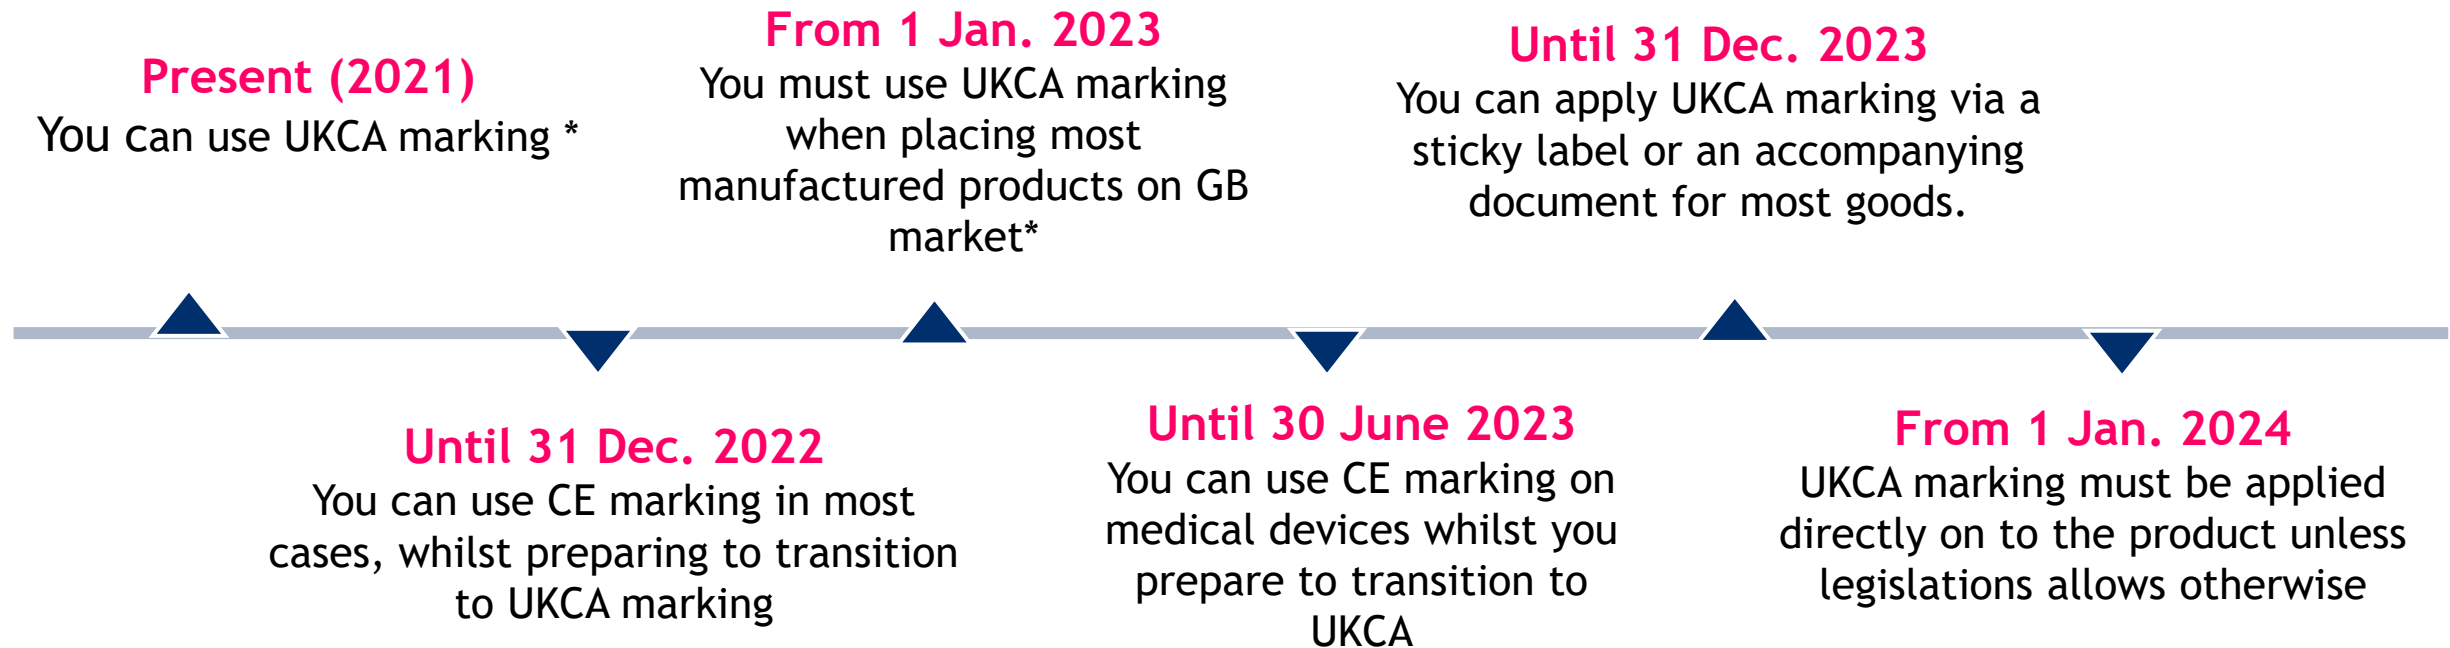 Present (2021)
You can use UKCA marking *
From 1 Jan. 2023
You must use UKCA marking
when placing most
manufactured products on GB
market*
Until 31 Dec. 2023
You can apply UKCA marking via a
sticky label or an accompanying
document for most goods.
Until 31 Dec. 2022
You can use CE marking in most
cases, whilst preparing to transition
to UKCA marking
Until 30 June 2023
You can use CE marking on
medical devices whilst you
prepare to transition to
UKCA
From 1 Jan. 2024
UKCA marking must be applied
directly on to the product unless
legislations allows otherwise